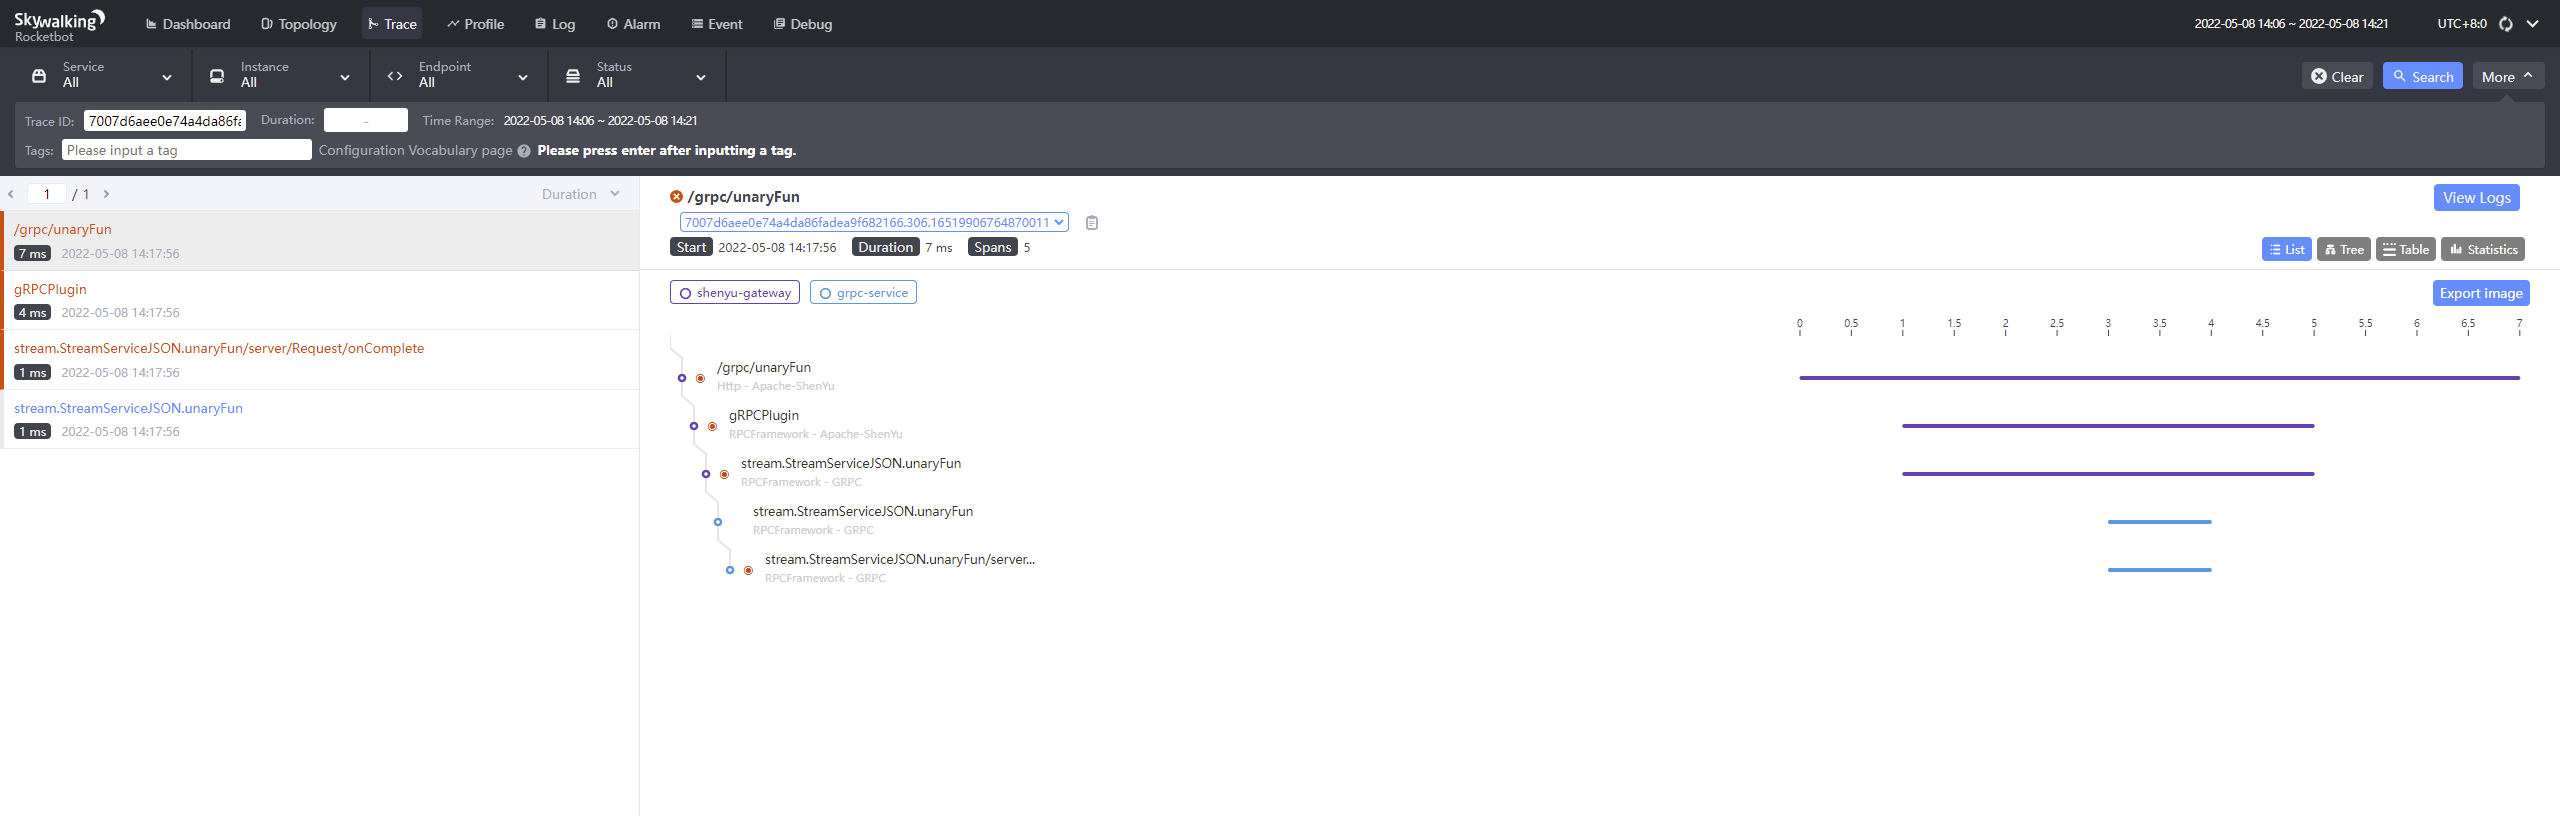 Skywalking
Rocketbot
Dashboard Topology Trace Profile Log Alarm Event Debug
2022-05-08 14:06 ~ 2022-05-08 14:21 UTC+8:0
Service
All
Instance
All
Endpoint
All
Status
All
Clear Search More
Trace ID: 7007d6aee0e74a4da86fa Duration: - Time Range: 2022-05-08 14:06 ~ 2022-05-08 14:21
Tags: Please input a tag Configuration Vocabulary page ? Please press enter after inputting a tag.
1 / 1 Duration
/grpc/unaryFun
7 ms 2022-05-08 14:17:56
gRPCPlugin
4 ms 2022-05-08 14:17:56
stream.StreamServiceJSON.unaryFun/server/Request/onComplete
1 ms 2022-05-08 14:17:56
stream.StreamServiceJSON.unaryFun
1 ms 2022-05-08 14:17:56
/grpc/unaryFun
View Logs
7007d6aee0e74a4da86fadea9f682166.306.16519906764870011
Start 2022-05-08 14:17:56 Duration 7 ms Spans 5
List Tree Table Statistics
shenyu-gateway grpc-service
Export image
0 0.5 1 1.5 2 2.5 3 3.5 4 4.5 5 5.5 6 6.5 7
/grpc/unaryFun
Http - Apache-ShenYu
gRPCPlugin
RPCFramework - Apache-ShenYu
stream.StreamServiceJSON.unaryFun
RPCFramework - GRPC
stream.StreamServiceJSON.unaryFun
RPCFramework - GRPC
stream.StreamServiceJSON.unaryFun/server...
RPCFramework - GRPC